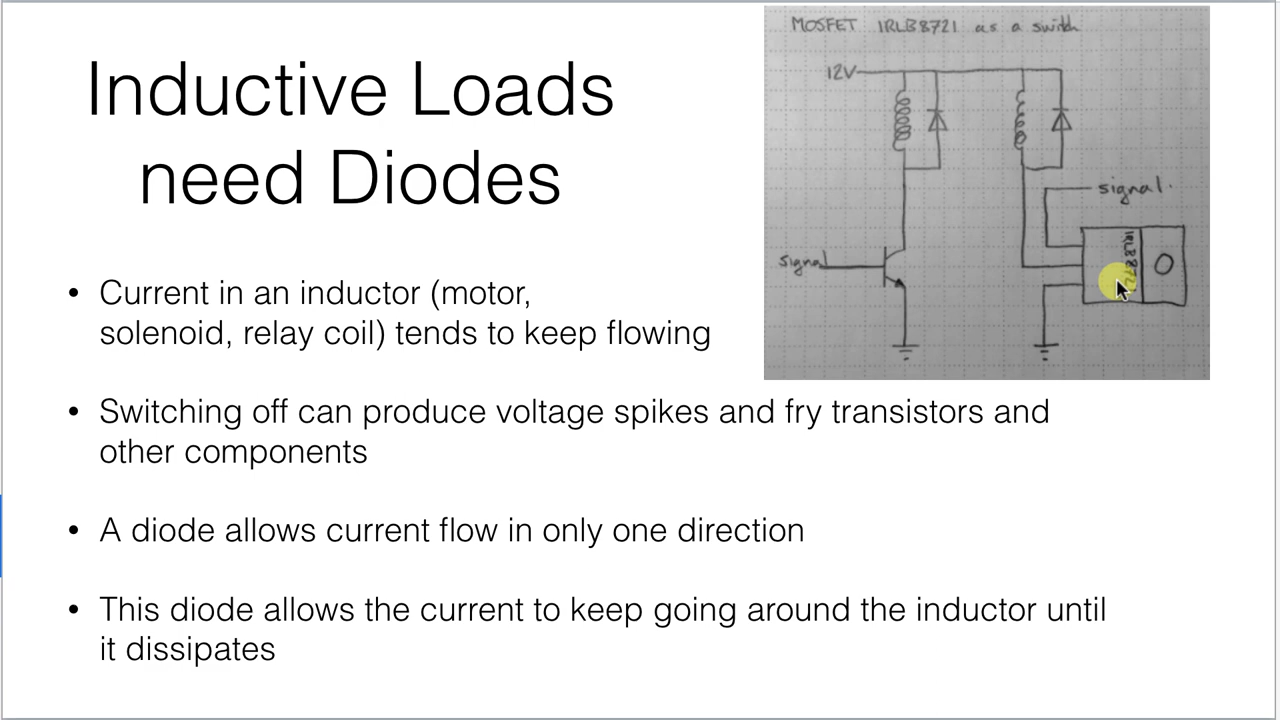 Inductive Loads
need Diodes
MOSFET IRLB8721 as a switch
12V
signal.
signal
Current in an inductor (motor,
solenoid, relay coil) tends to keep flowing
Switching off can produce voltage spikes and fry transistors and
other components
A diode allows current flow in only one direction
This diode allows the current to keep going around the inductor until
it dissipates